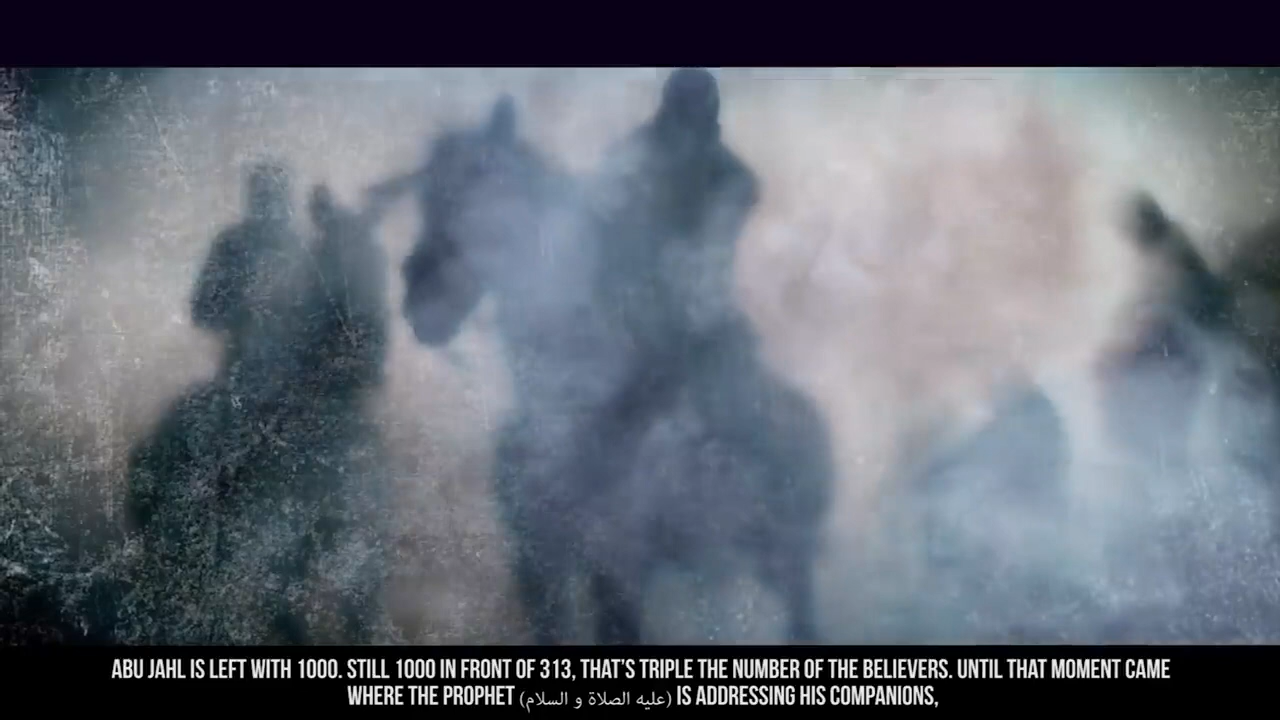 ABU JAHL IS LEFT WITH 1000. STILL 1000 IN FRONT OF 313, THAT'S TRIPLE THE NUMBER OF THE BELIEVERS. UNTIL THAT MOMENT CAME
WHERE THE PROPHET (عليه الصلاة و السلام) IS ADDRESSING HIS COMPANIONS,